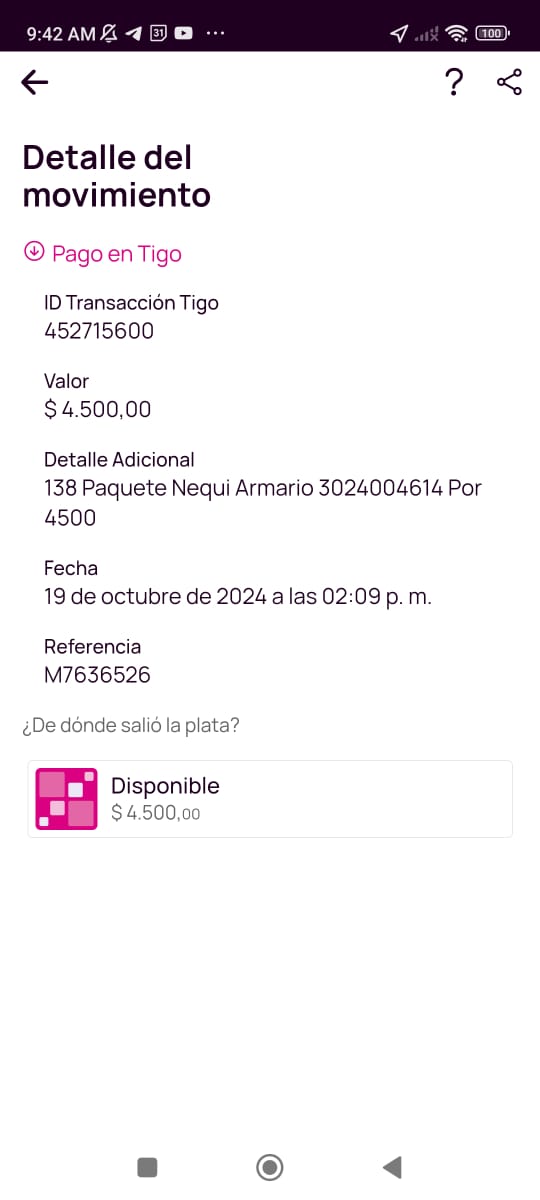 9:42 AM 31 ... 100
?
Detalle del
movimiento
Pago en Tigo
ID Transacción Tigo
452715600
Valor
$ 4.500,00
Detalle Adicional
138 Paquete Nequi Armario 3024004614 Por
4500
Fecha
19 de octubre de 2024 a las 02:09 p. m.
Referencia
M7636526
¿De dónde salió la plata?
Disponible
$ 4.500,00